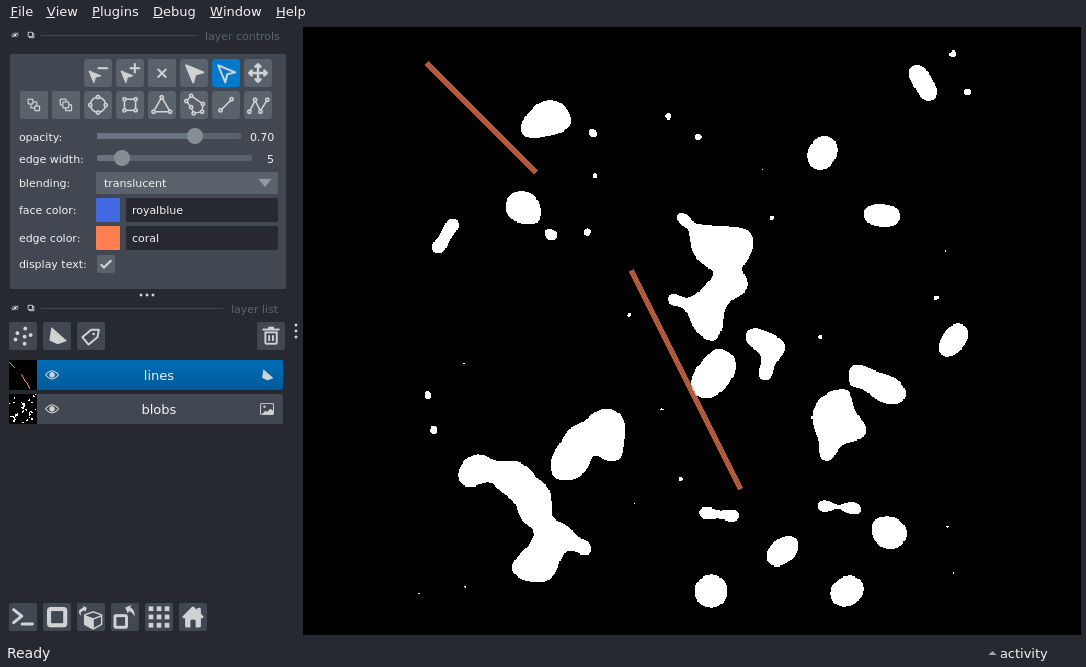 File View Plugins Debug Window Help
layer controls
opacity: 0.70
edge width: 5
blending: translucent
face color: royalblue
edge color: coral
display text:
layer list
lines
blobs
Ready
activity